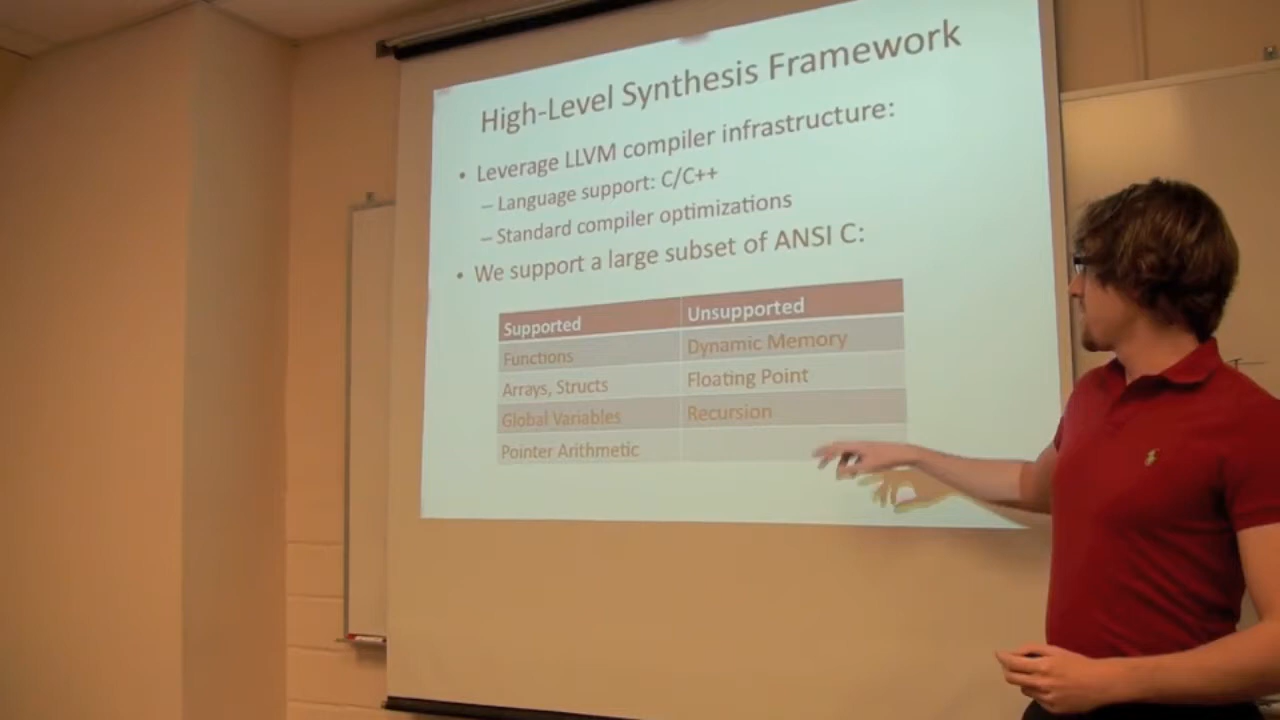 High-Level Synthesis Framework
• Leverage LLVM compiler infrastructure:
– Language support: C/C++
– Standard compiler optimizations
• We support a large subset of ANSI C:
Supported Unsupported
Functions Dynamic Memory
Arrays, Structs Floating Point
Global Variables Recursion
Pointer Arithmetic